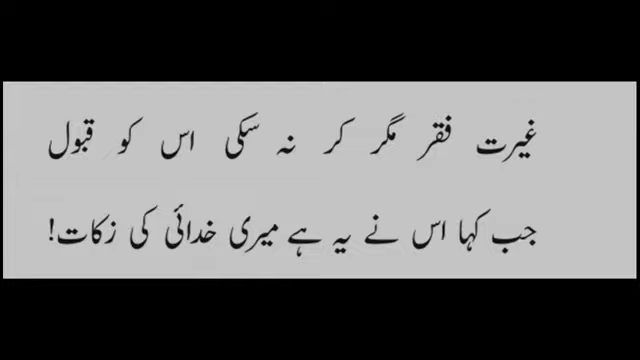 غیرت فقر مگر کر نہ سکی اس کو قبول
جب کہا اس نے یہ ہے میری خدائی کی زکات!